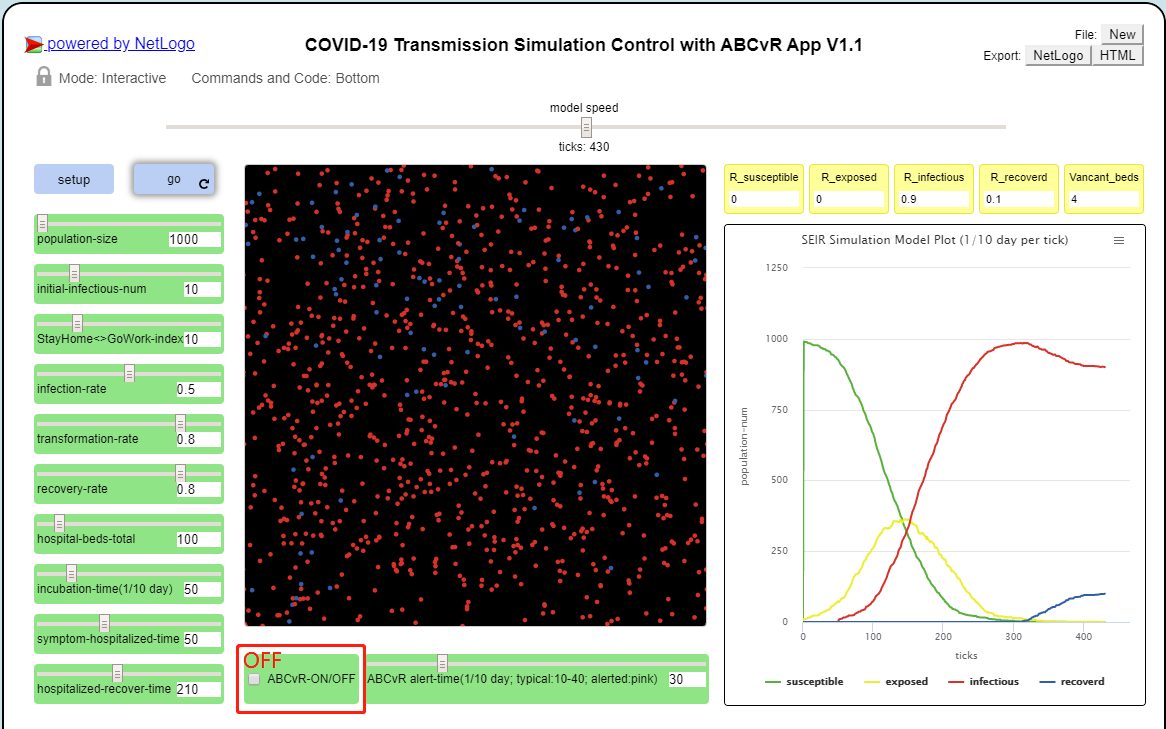 powered by NetLogo
COVID-19 Transmission Simulation Control with ABCvR App V1.1
File: New
Export: NetLogo HTML
Mode: Interactive Commands and Code: Bottom
model speed
ticks: 430
setup
go
population-size 1000
initial-infectious-num 10
StayHome<>GoWork-index 10
infection-rate 0.5
transformation-rate 0.8
recovery-rate 0.8
hospital-beds-total 100
incubation-time(1/10 day) 50
symptom-hospitalized-time 50
hospitalized-recover-time 210
OFF
ABCvR-ON/OFF
ABCvR alert-time(1/10 day; typical:10-40; alerted:pink) 30
R_susceptible R_exposed R_infectious R_recoverd Vancant_beds
0 0 0.9 0.1 4
SEIR Simulation Model Plot (1/10 day per tick)
1250
1000
750
500
250
0
population-num
0 100 200 300 400
ticks
susceptible exposed infectious recoverd